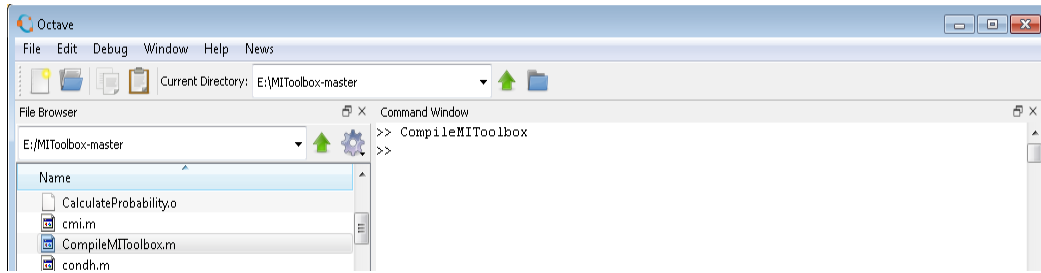 Octave
File Edit Debug Window Help News
Current Directory: E:\MIToolbox-master
File Browser
Command Window
E:/MIToolbox-master
>> CompileMIToolbox
>>
Name
CalculateProbability.o
cmi.m
CompileMIToolbox.m
condh.m